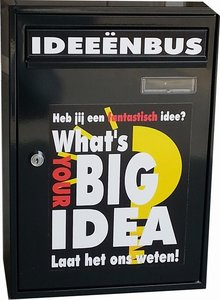 IDEEËNBUS
Heb jij een fantastisch idee?
What's
YOUR
BIG
IDEA
Laat het ons weten!